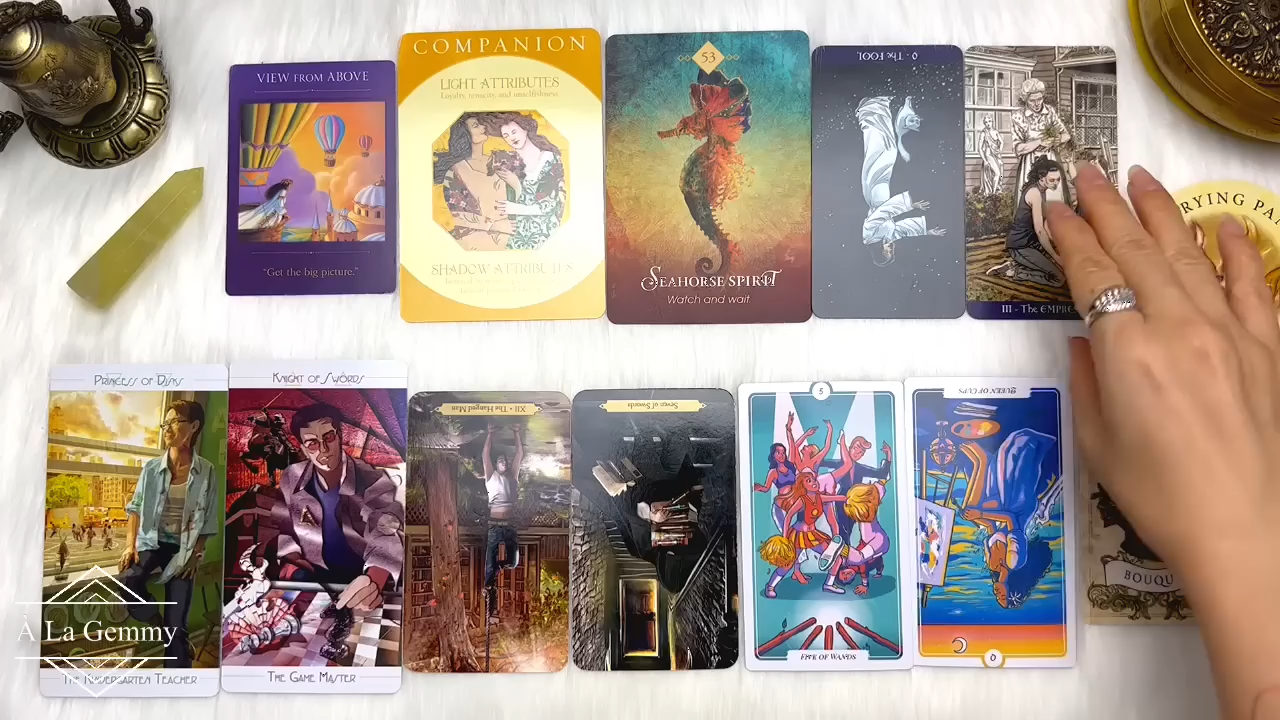 VIEW FROM ABOVE
"Get the big picture."
COMPANION
LIGHT ATTRIBUTES
Loyalty, tenacity, and unselfishness
SHADOW ATTRIBUTES
53
SEAHORSE SPIRIT
Watch and wait
0 - The FOOL
III - The EMPRE
RYING PA
PRINCESS OF DISKS
THE KINDERGARTEN TEACHER
KNIGHT OF SWORDS
THE GAME MASTER
XII • The Hanged Man
Seven of Swords
5
FIVE OF WANDS
QUEEN OF CUPS
Q
BOUQU
À LA GEMMY